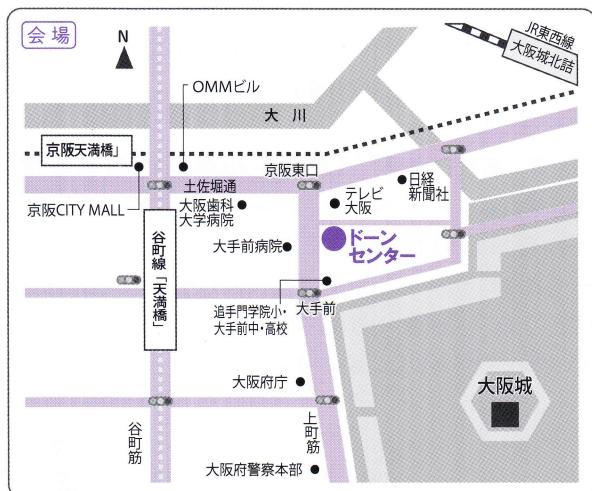 会場
N
JR東西線
大阪城北詰
OMMビル
大川
京阪天満橋」
京阪東口
日経
新聞社
土佐堀通
テレビ
大阪
京阪CITY MALL
大阪歯科
大学病院
ドーン
センター
大手前病院
谷町線「天満橋」
追手門学院小・
大手前中・高校
大手前
大阪府庁
大阪城
谷町筋
上町筋
大阪府警察本部